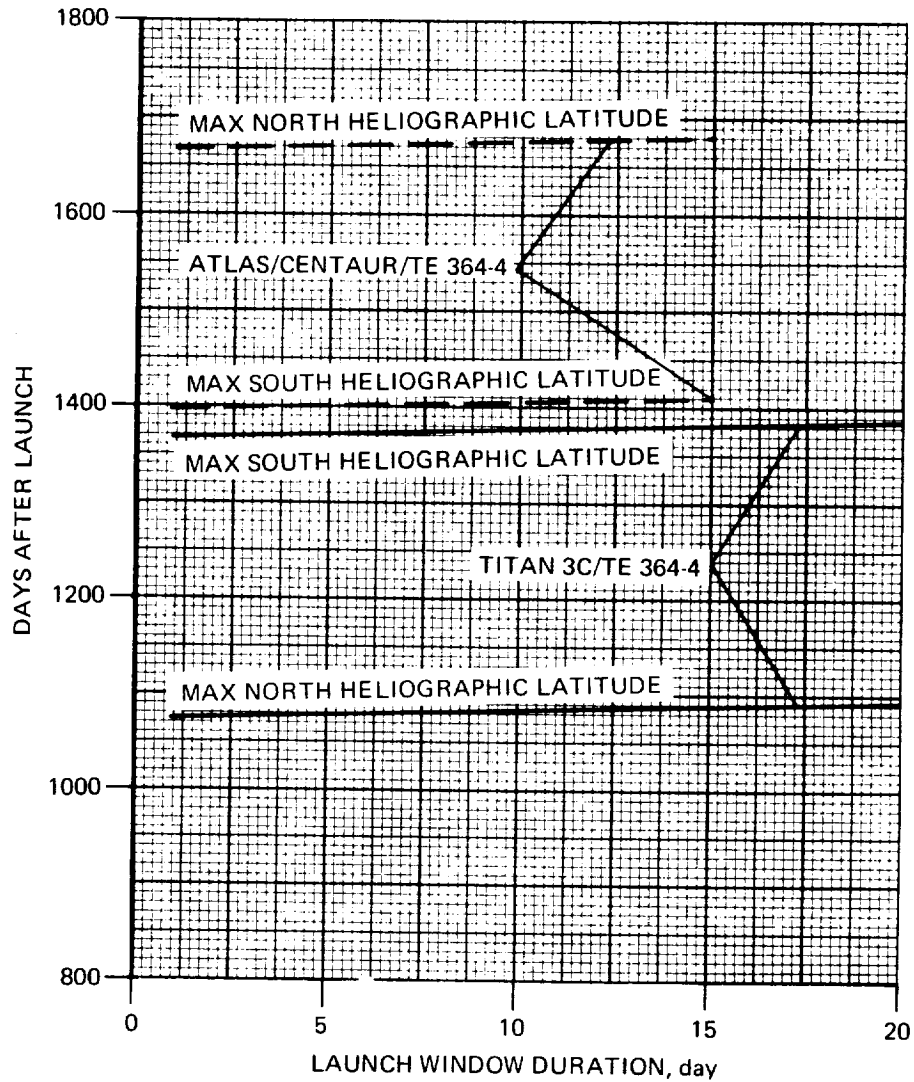 1800
MAX NORTH HELIOGRAPHIC LATITUDE
1600
ATLAS/CENTAUR/TE 364-4
MAX SOUTH HELIOGRAPHIC LATITUDE
1400
MAX SOUTH HELIOGRAPHIC LATITUDE
TITAN 3C/TE 364-4
1200
MAX NORTH HELIOGRAPHIC LATITUDE
1000
800
DAYS AFTER LAUNCH
0 5 10 15 20
LAUNCH WINDOW DURATION, day